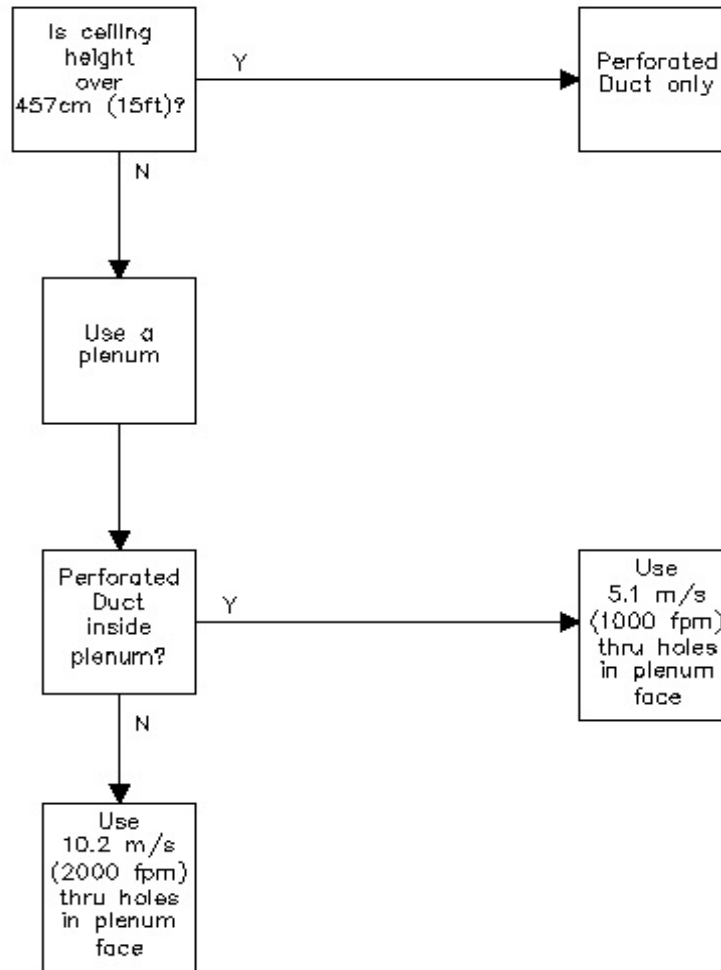 Is ceiling
height
over
457cm (15ft)?
Y
Perforated
Duct only
N
Use a
plenum
Perforated
Duct
inside
plenum?
Y
Use
5.1 m/s
(1000 fpm)
thru holes
in plenum
face
N
Use
10.2 m/s
(2000 fpm)
thru holes
in plenum
face